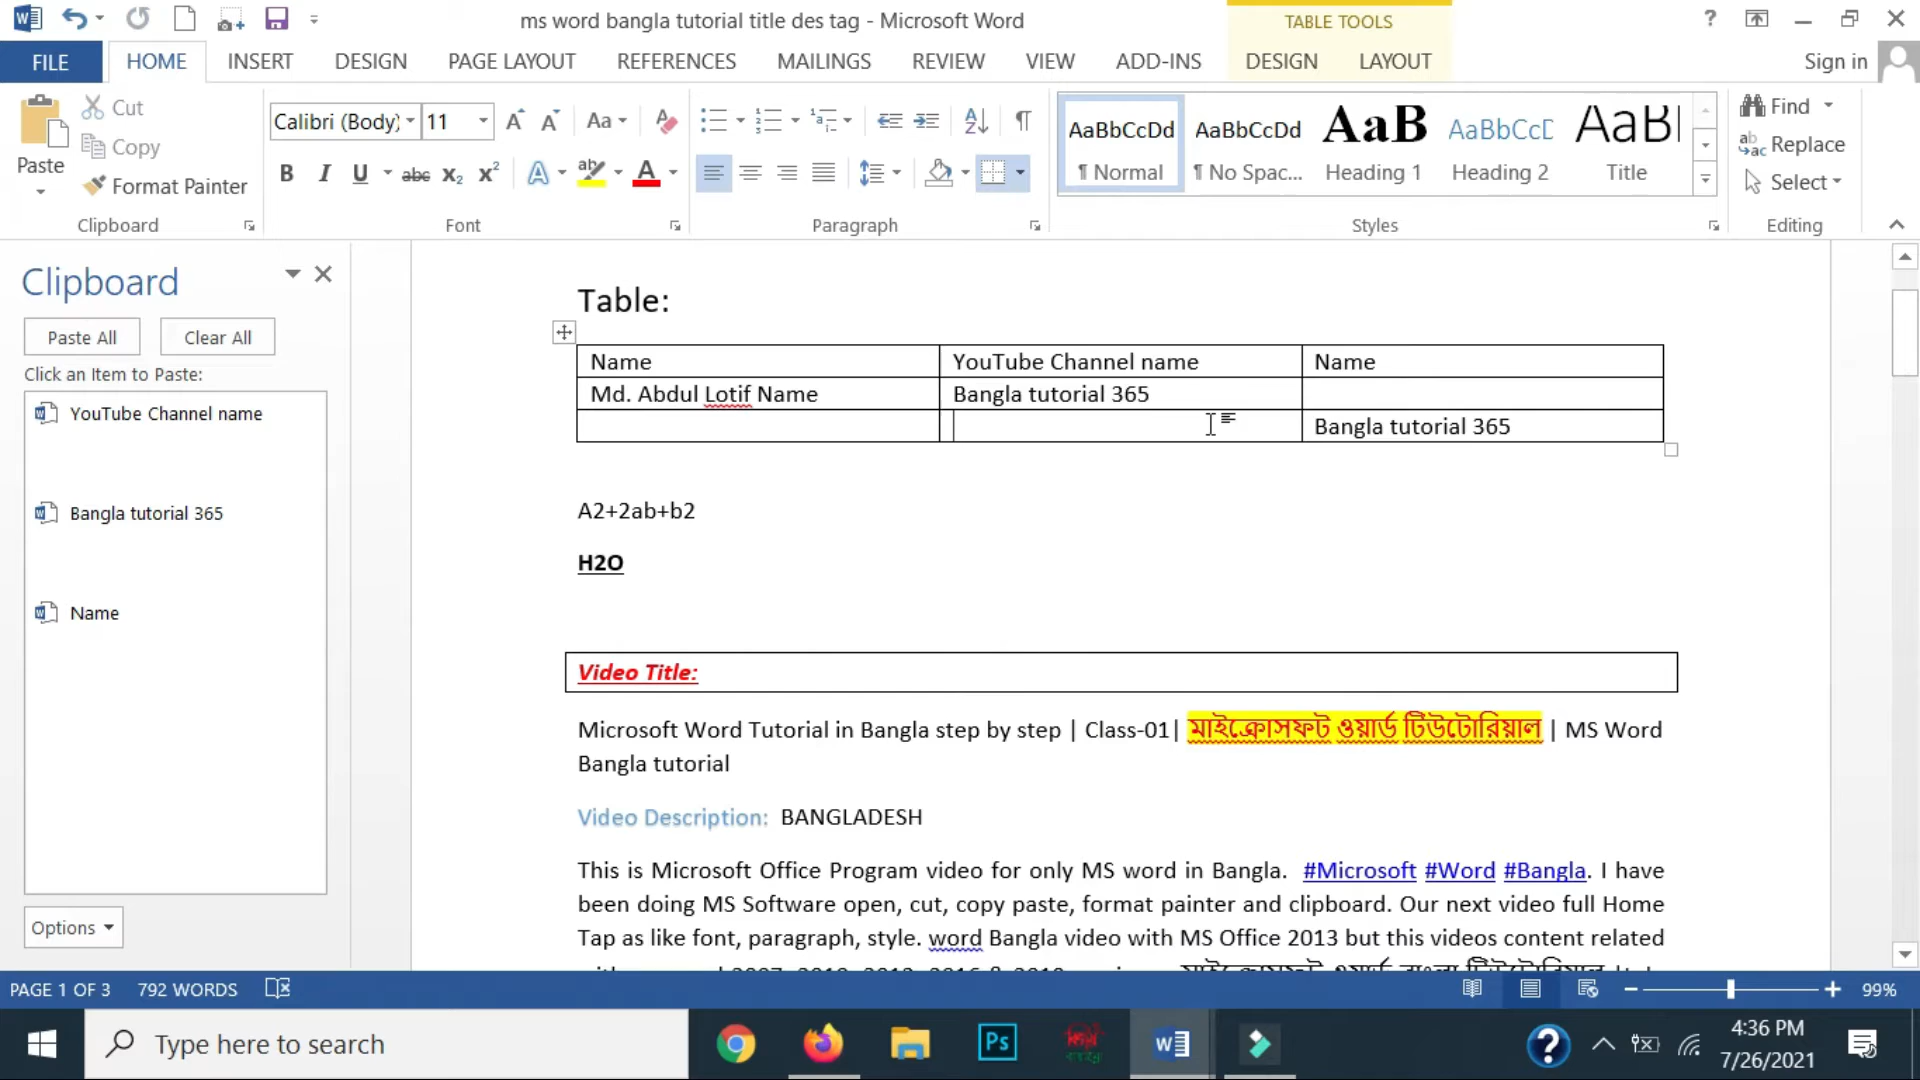 ms word bangla tutorial title des tag - Microsoft Word
TABLE TOOLS
?
FILE
HOME
INSERT
DESIGN
PAGE LAYOUT
REFERENCES
MAILINGS
REVIEW
VIEW
ADD-INS
DESIGN
LAYOUT
Sign in
Paste
Cut
Copy
Format Painter
Clipboard
Calibri (Body)
11
Aa
B I U abc x₂ x²
A
ab
A
Font
Paragraph
AaBbCcDd
¶ Normal
AaBbCcDd
¶ No Spac...
AaB
Heading 1
AaBbCcC
Heading 2
AaBl
Title
Styles
Find
Replace
Select
Editing
Clipboard
Paste All
Clear All
Click an Item to Paste:
YouTube Channel name
Bangla tutorial 365
Name
Options
Table:
Name YouTube Channel name Name
Md. Abdul Lotif Name Bangla tutorial 365
Bangla tutorial 365
A2+2ab+b2
H2O
Video Title:
Microsoft Word Tutorial in Bangla step by step | Class-01| মাইক্রোসফট ওয়ার্ড টিউটোরিয়াল | MS Word
Bangla tutorial
Video Description: BANGLADESH
This is Microsoft Office Program video for only MS word in Bangla. #Microsoft #Word #Bangla. I have
been doing MS Software open, cut, copy paste, format painter and clipboard. Our next video full Home
Tap as like font, paragraph, style. word Bangla video with MS Office 2013 but this videos content related
PAGE 1 OF 3
792 WORDS
99%
Type here to search
Ps
4:36 PM
7/26/2021